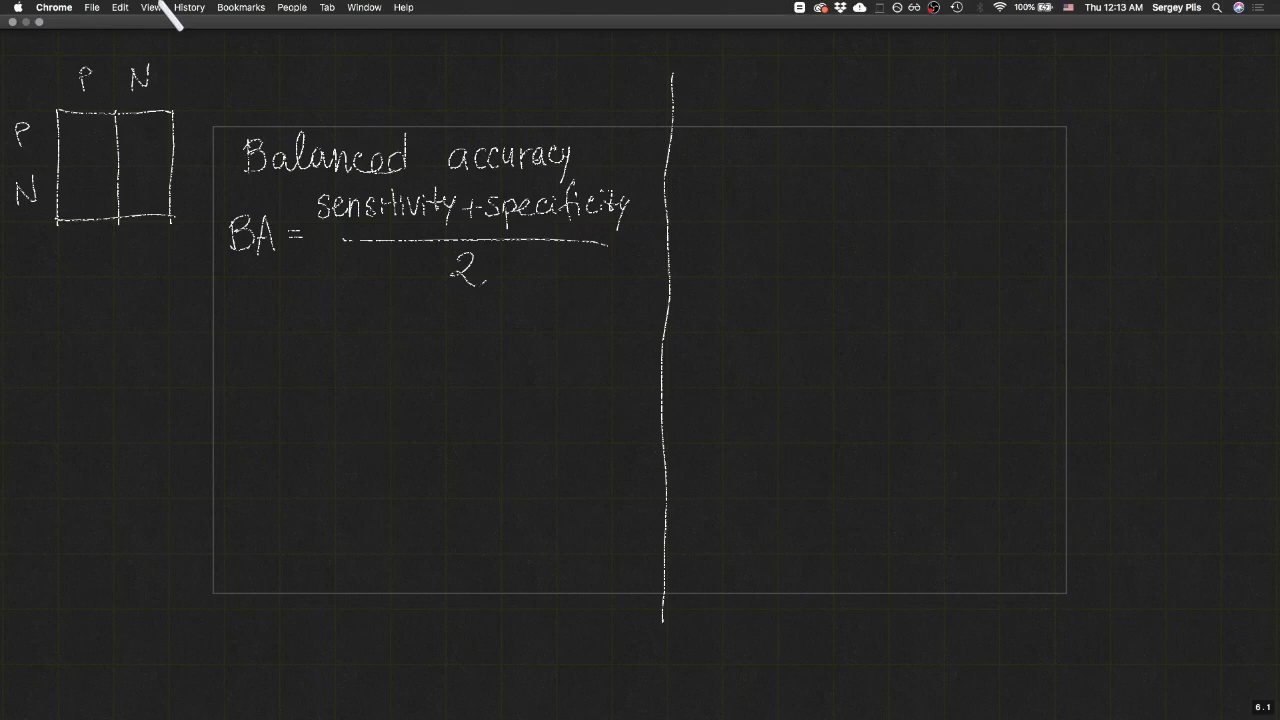 Chrome File Edit View History Bookmarks People Tab Window Help 100% Thu 12:13 AM Sergey Plis
P N
P
N
Balanced accuracy
sensitivity + specificity
BA =
2
6.1